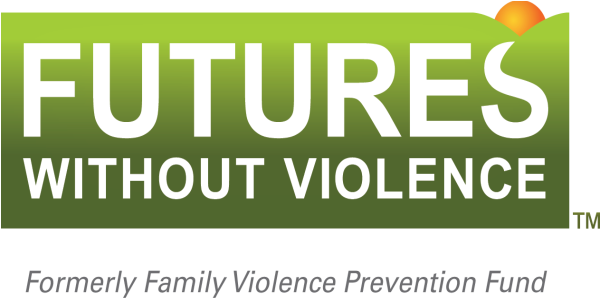 FUTURES
WITHOUT VIOLENCE
TM
Formerly Family Violence Prevention Fund